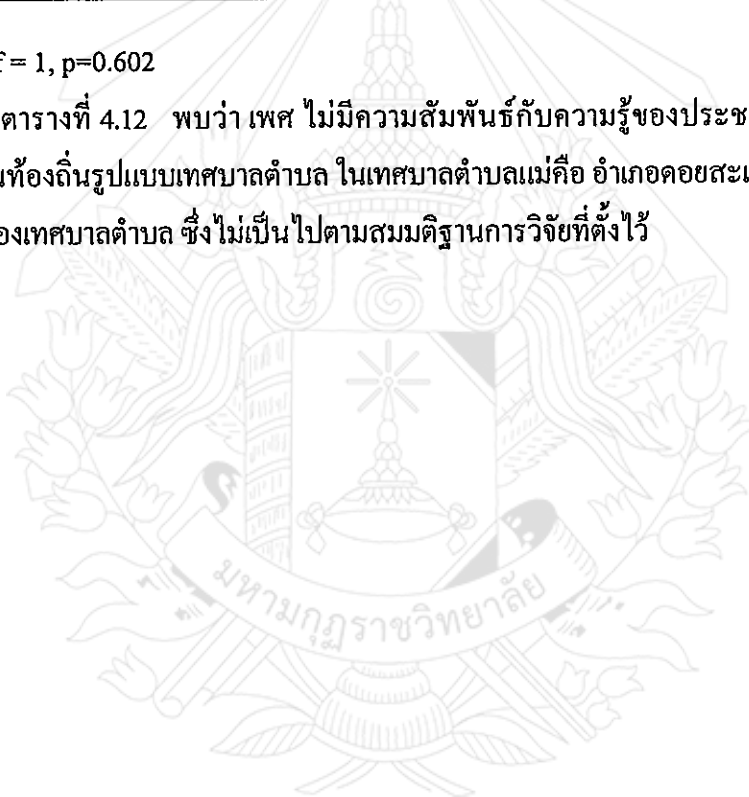 = 1, p=0.602
ตารางที่ 4.12 พบว่า เพศ ไม่มีความสัมพันธ์กับความรู้ของประช
ท้องถิ่นรูปแบบเทศบาลตำบล ในเทศบาลตำบลแม่คือ อำเภอดอยสะเ
องเทศบาลตำบล ซึ่งไม่เป็นไปตามสมมติฐานการวิจัยที่ตั้งไว้
มหามกุฏราชวิทยาลัย